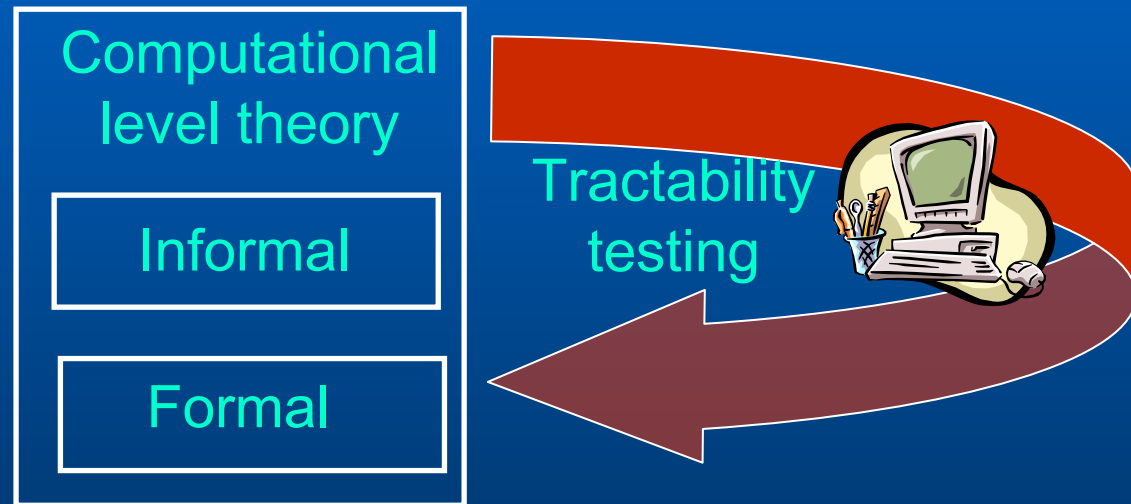 Computational
level theory
Informal
Formal
Tractability
testing